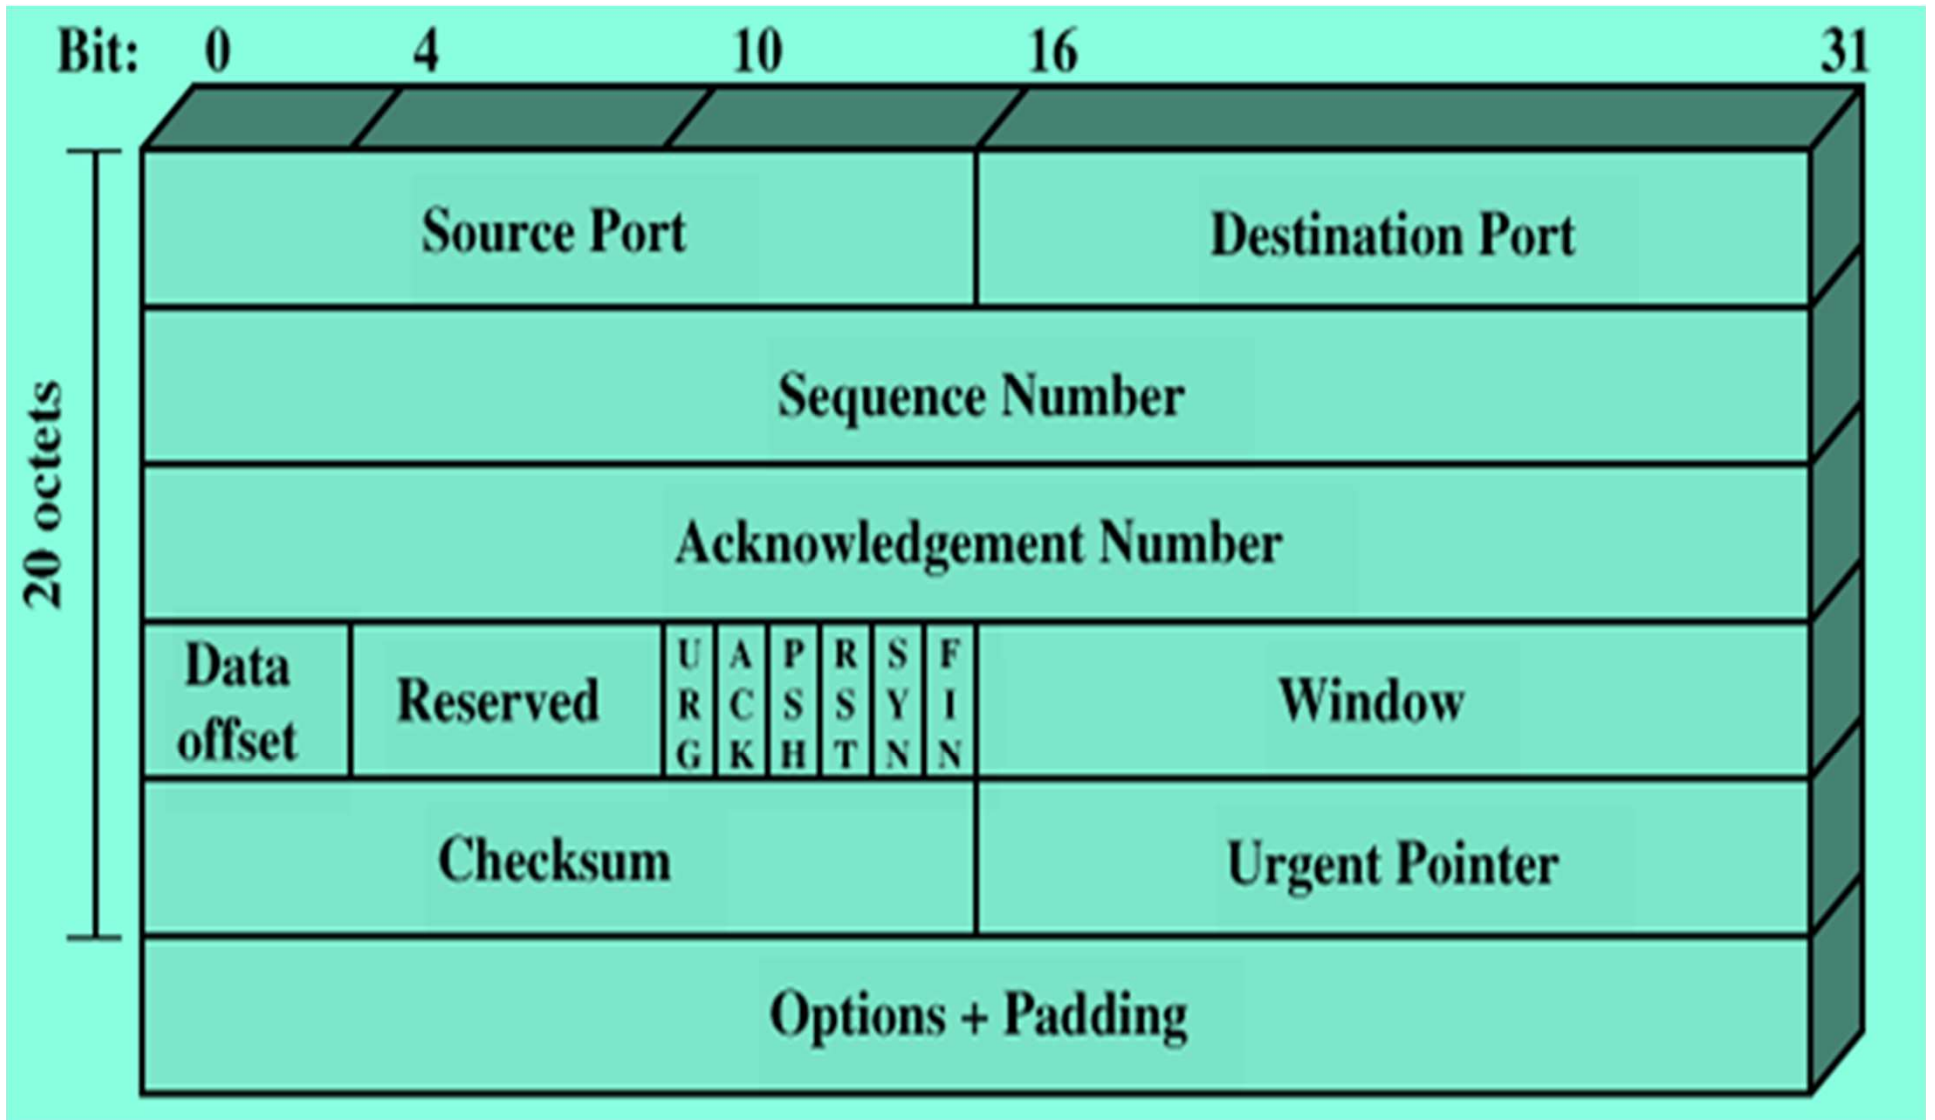 Bit: 0 4 10 16 31
20 octets
Source Port Destination Port
Sequence Number
Acknowledgement Number
Data offset Reserved URG ACK PSH RST SYN FIN Window
Checksum Urgent Pointer
Options + Padding